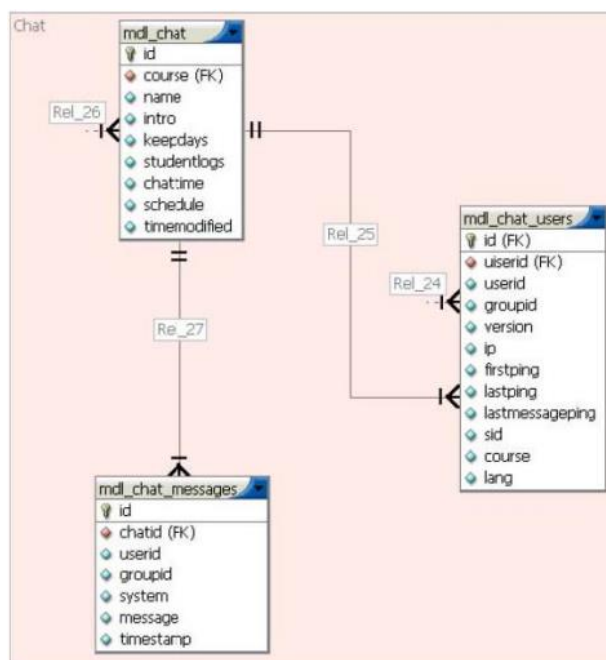 Chat
mdl_chat
id
course (FK)
name
intro
keepdays
studentlogs
chattime
schedule
timemodified
Rel_26
Rel_25
Rel_24
Rel_27
mdl_chat_users
id (FK)
uiserid (FK)
userid
groupid
version
ip
firstping
lastping
lastmessageping
sid
course
lang
mdl_chat_messages
id
chatid (FK)
userid
groupid
system
message
timestamp